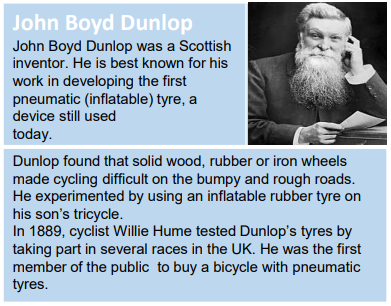 John Boyd Dunlop
John Boyd Dunlop was a Scottish
inventor. He is best known for his
work in developing the first
pneumatic (inflatable) tyre, a
device still used
today.
Dunlop found that solid wood, rubber or iron wheels
made cycling difficult on the bumpy and rough roads.
He experimented by using an inflatable rubber tyre on
his son's tricycle.
In 1889, cyclist Willie Hume tested Dunlop's tyres by
taking part in several races in the UK. He was the first
member of the public  to buy a bicycle with pneumatic
tyres.